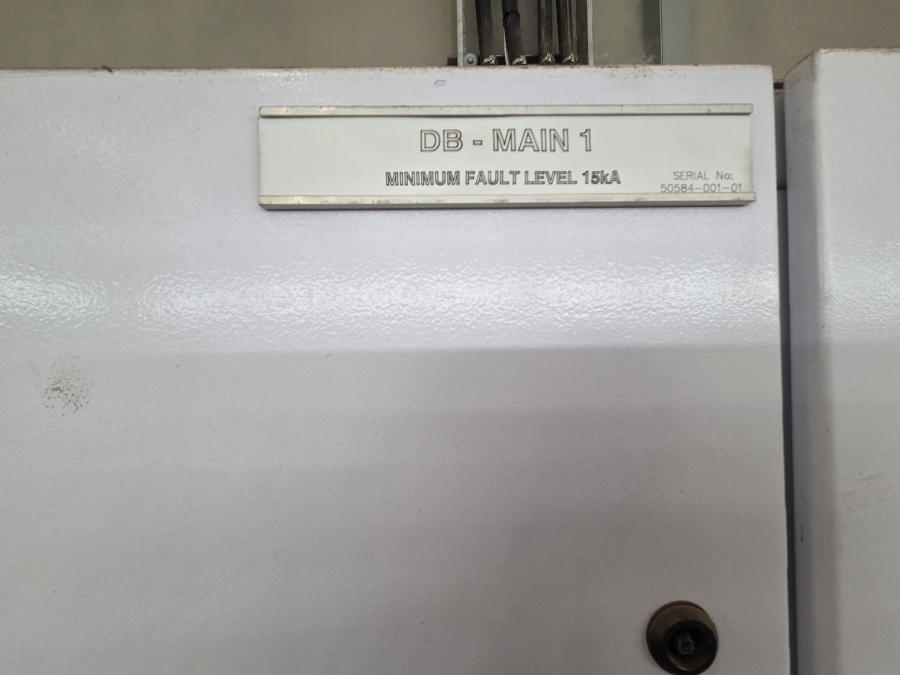 DB - MAIN 1
MINIMUM FAULT LEVEL 15kA
SERIAL No:
50584-001-01